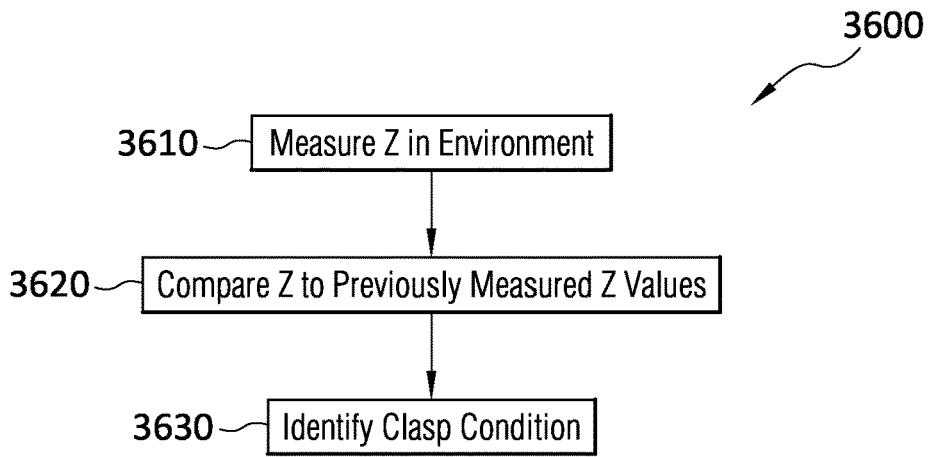 3600
3610 Measure Z in Environment
3620 Compare Z to Previously Measured Z Values
3630 Identify Clasp Condition